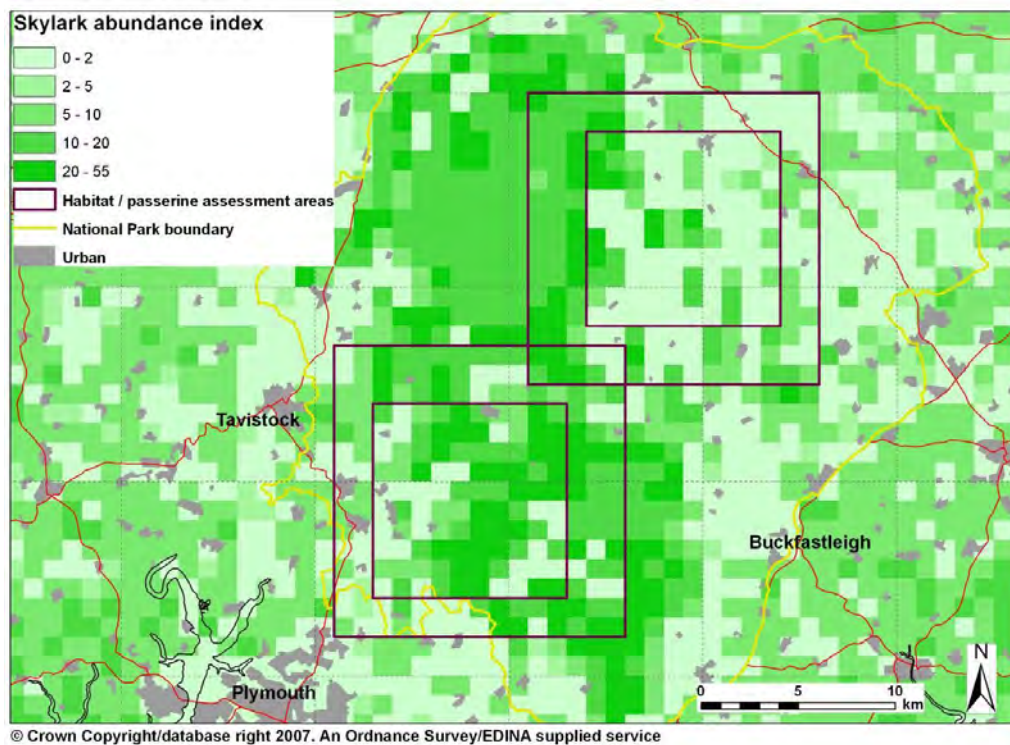 Skylark abundance index
0 - 2
2 - 5
5 - 10
10 - 20
20 - 55
Habitat / passerine assessment areas
National Park boundary
Urban
Tavistock
Buckfastleigh
Plymouth
N
0 5 10
km
© Crown Copyright/database right 2007. An Ordnance Survey/EDINA supplied service